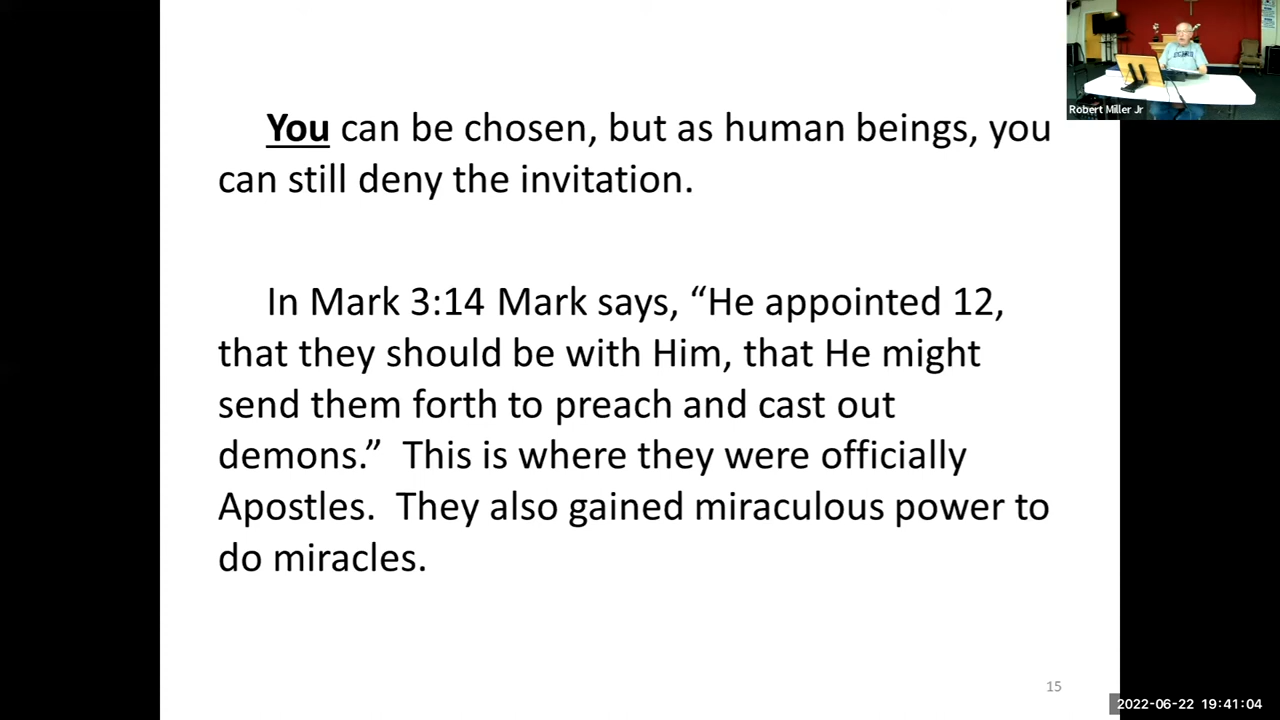 You can be chosen, but as human beings, you
can still deny the invitation.
In Mark 3:14 Mark says, “He appointed 12,
that they should be with Him, that He might
send them forth to preach and cast out
demons.”  This is where they were officially
Apostles.  They also gained miraculous power to
do miracles.
15
Robert Miller Jr
2022-06-22 19:41:04